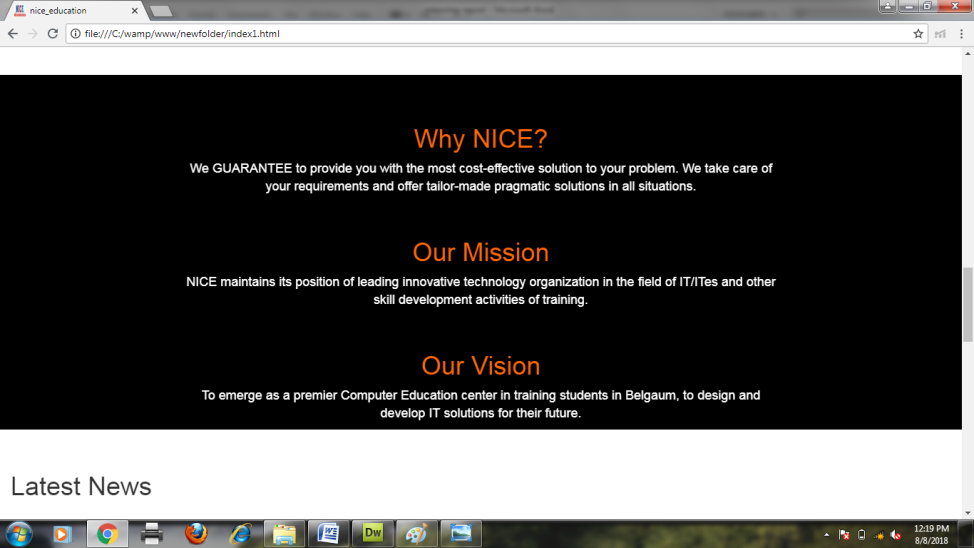 nice_education
file:///C:/wamp/www/newfolder/index1.html
Why NICE?
We GUARANTEE to provide you with the most cost-effective solution to your problem. We take care of
your requirements and offer tailor-made pragmatic solutions in all situations.
Our Mission
NICE maintains its position of leading innovative technology organization in the field of IT/ITes and other
skill development activities of training.
Our Vision
To emerge as a premier Computer Education center in training students in Belgaum, to design and
develop IT solutions for their future.
Latest News
Dw
12:19 PM
8/8/2018